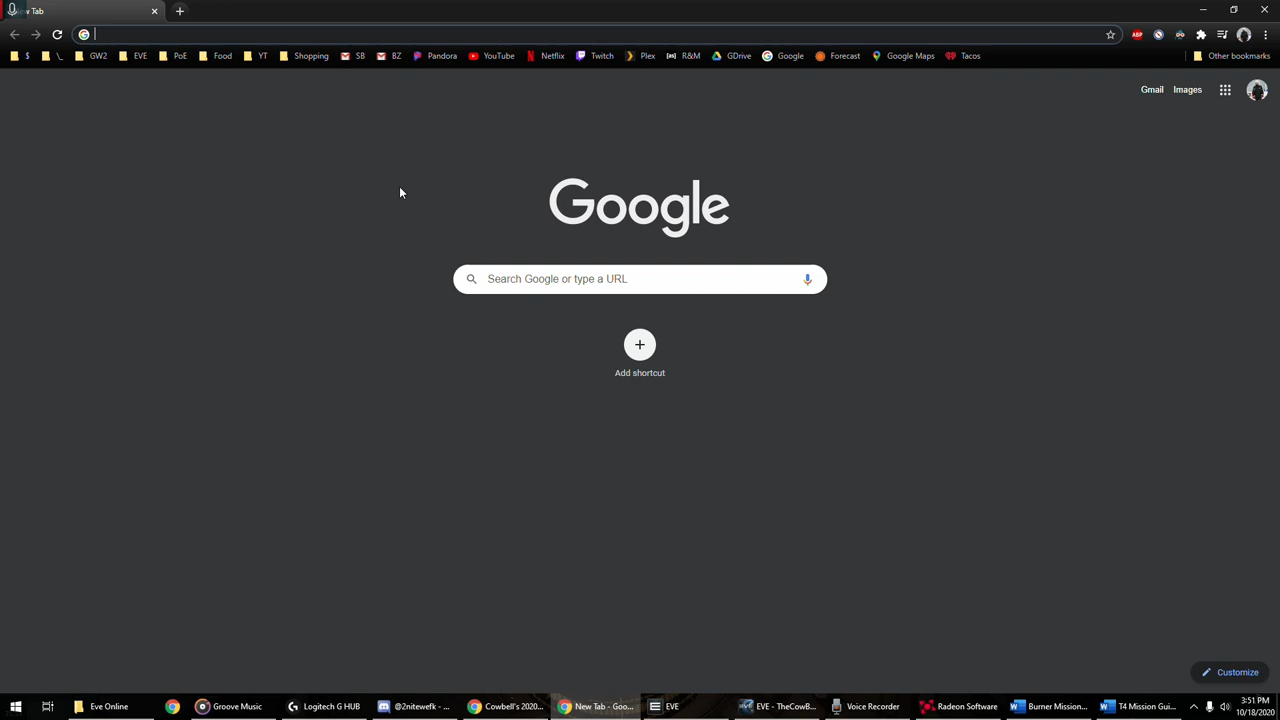 New Tab
$ \_ GW2 EVE PoE Food YT Shopping SB BZ Pandora YouTube Netflix Twitch Plex R&M GDrive Google Forecast Google Maps Tacos Other bookmarks
ABP
Gmail Images
Google
Search Google or type a URL
Add shortcut
Customize
Eve Online Groove Music Logitech G HUB @2nitewefk - ... Cowbell's 2020... New Tab - Goo... EVE EVE - TheCowB... Voice Recorder Radeon Software Burner Mission... T4 Mission Gui... 3:51 PM
10/18/2020